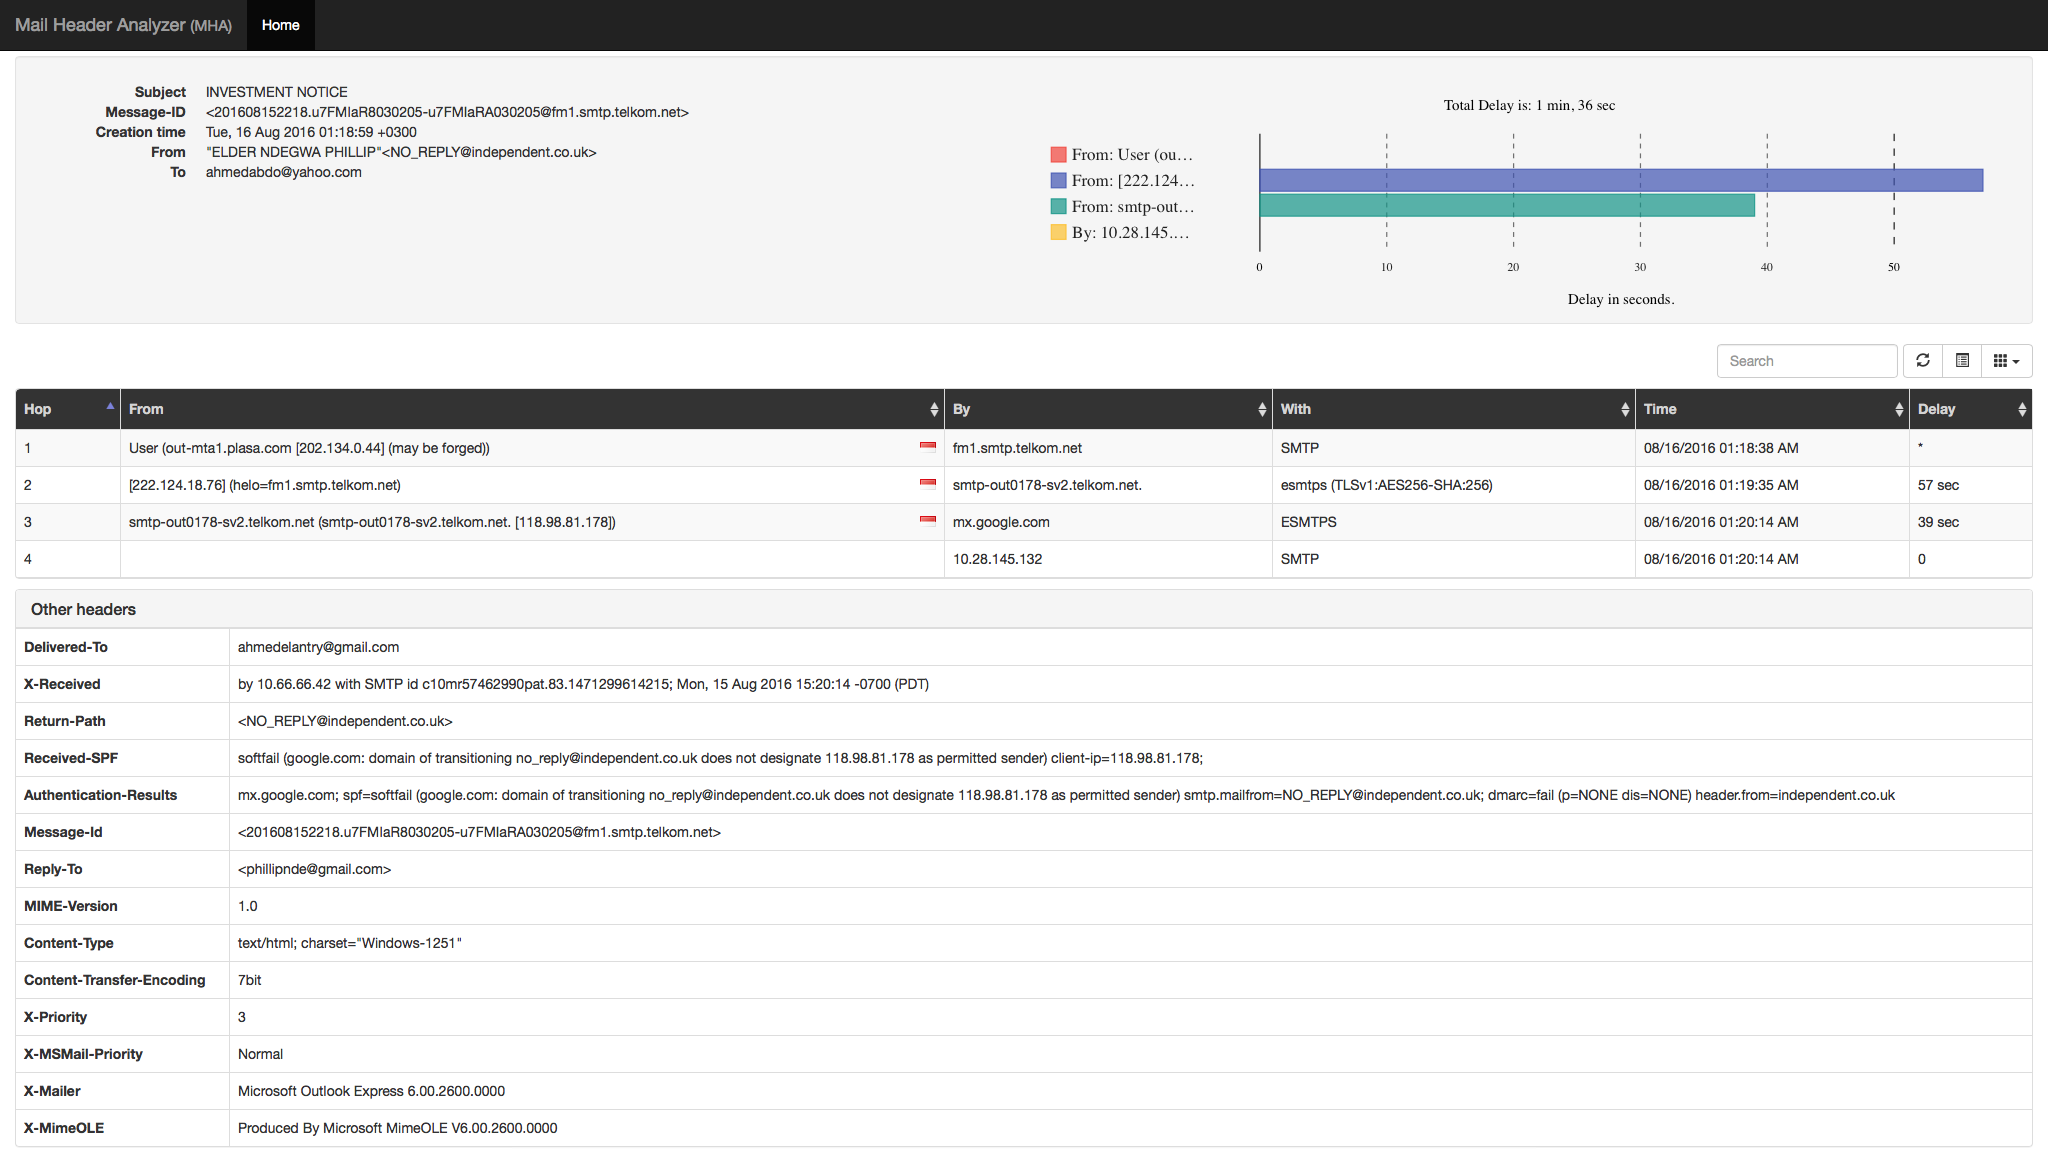 Mail Header Analyzer (MHA) Home
Subject INVESTMENT NOTICE
Message-ID <201608152218.u7FMIaR8030205-u7FMIaRA030205@fm1.smtp.telkom.net>
Creation time Tue, 16 Aug 2016 01:18:59 +0300
From "ELDER NDEGWA PHILLIP"<NO_REPLY@independent.co.uk>
To ahmedabdo@yahoo.com
Total Delay is: 1 min, 36 sec
From: User (ou…
From: [222.124…
From: smtp-out…
By: 10.28.145.…
0 10 20 30 40 50
Delay in seconds.
Search
Hop From By With Time Delay
1 User (out-mta1.plasa.com [202.134.0.44] (may be forged)) fm1.smtp.telkom.net SMTP 08/16/2016 01:18:38 AM *
2 [222.124.18.76] (helo=fm1.smtp.telkom.net) smtp-out0178-sv2.telkom.net. esmtps (TLSv1:AES256-SHA:256) 08/16/2016 01:19:35 AM 57 sec
3 smtp-out0178-sv2.telkom.net (smtp-out0178-sv2.telkom.net. [118.98.81.178]) mx.google.com ESMTPS 08/16/2016 01:20:14 AM 39 sec
4 10.28.145.132 SMTP 08/16/2016 01:20:14 AM 0
Other headers
Delivered-To ahmedelantry@gmail.com
X-Received by 10.66.66.42 with SMTP id c10mr57462990pat.83.1471299614215; Mon, 15 Aug 2016 15:20:14 -0700 (PDT)
Return-Path <NO_REPLY@independent.co.uk>
Received-SPF softfail (google.com: domain of transitioning no_reply@independent.co.uk does not designate 118.98.81.178 as permitted sender) client-ip=118.98.81.178;
Authentication-Results mx.google.com; spf=softfail (google.com: domain of transitioning no_reply@independent.co.uk does not designate 118.98.81.178 as permitted sender) smtp.mailfrom=NO_REPLY@independent.co.uk; dmarc=fail (p=NONE dis=NONE) header.from=independent.co.uk
Message-Id <201608152218.u7FMIaR8030205-u7FMIaRA030205@fm1.smtp.telkom.net>
Reply-To <phillipnde@gmail.com>
MIME-Version 1.0
Content-Type text/html; charset="Windows-1251"
Content-Transfer-Encoding 7bit
X-Priority 3
X-MSMail-Priority Normal
X-Mailer Microsoft Outlook Express 6.00.2600.0000
X-MimeOLE Produced By Microsoft MimeOLE V6.00.2600.0000